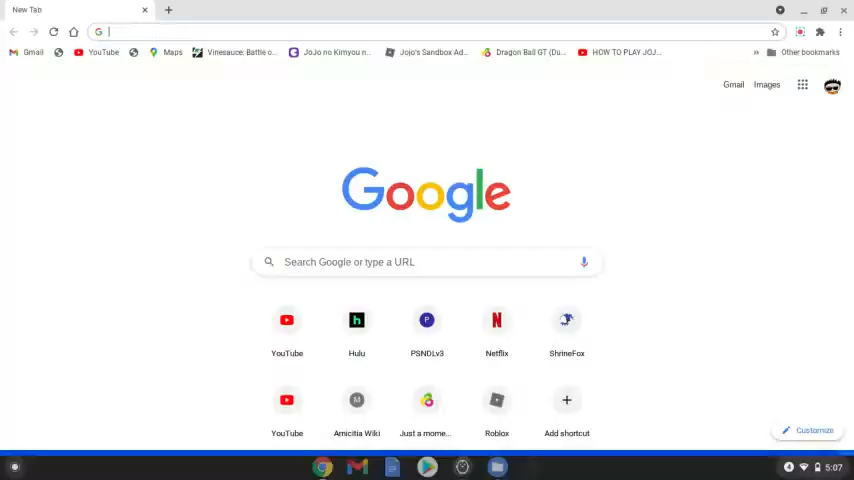 New Tab
Gmail
YouTube
Maps
Vinesauce: Battle o...
JoJo no Kimyou n...
Jojo's Sandbox Ad...
Dragon Ball GT (Du...
HOW TO PLAY JOJ...
»
Other bookmarks
Gmail
Images
Google
Search Google or type a URL
YouTube
Hulu
PSNDLv3
Netflix
ShrineFox
YouTube
Amicitia Wiki
Just a mome...
Roblox
Add shortcut
Customize
4
5:07